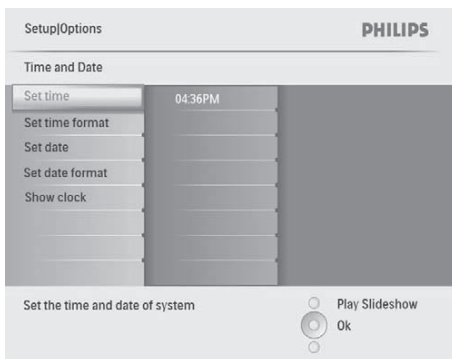 Setup|Options
PHILIPS
Time and Date
Set time
04:36PM
Set time format
Set date
Set date format
Show clock
Set the time and date of system
Play Slideshow
Ok